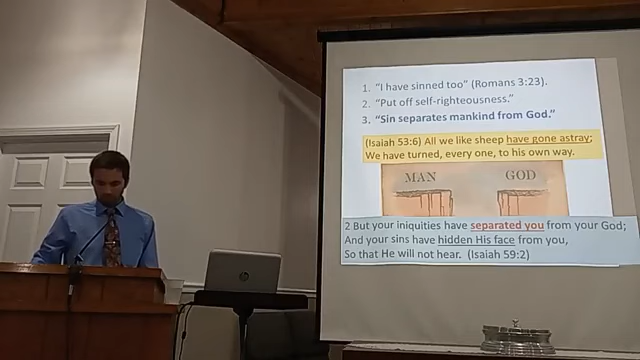 1. "I have sinned too" (Romans 3:23).
2. "Put off self-righteousness."
3. "Sin separates mankind from God."
(Isaiah 53:6) All we like sheep have gone astray;
We have turned, every one, to his own way.
MAN GOD
2 But your iniquities have separated you from your God;
And your sins have hidden His face from you,
So that He will not hear. (Isaiah 59:2)
hp